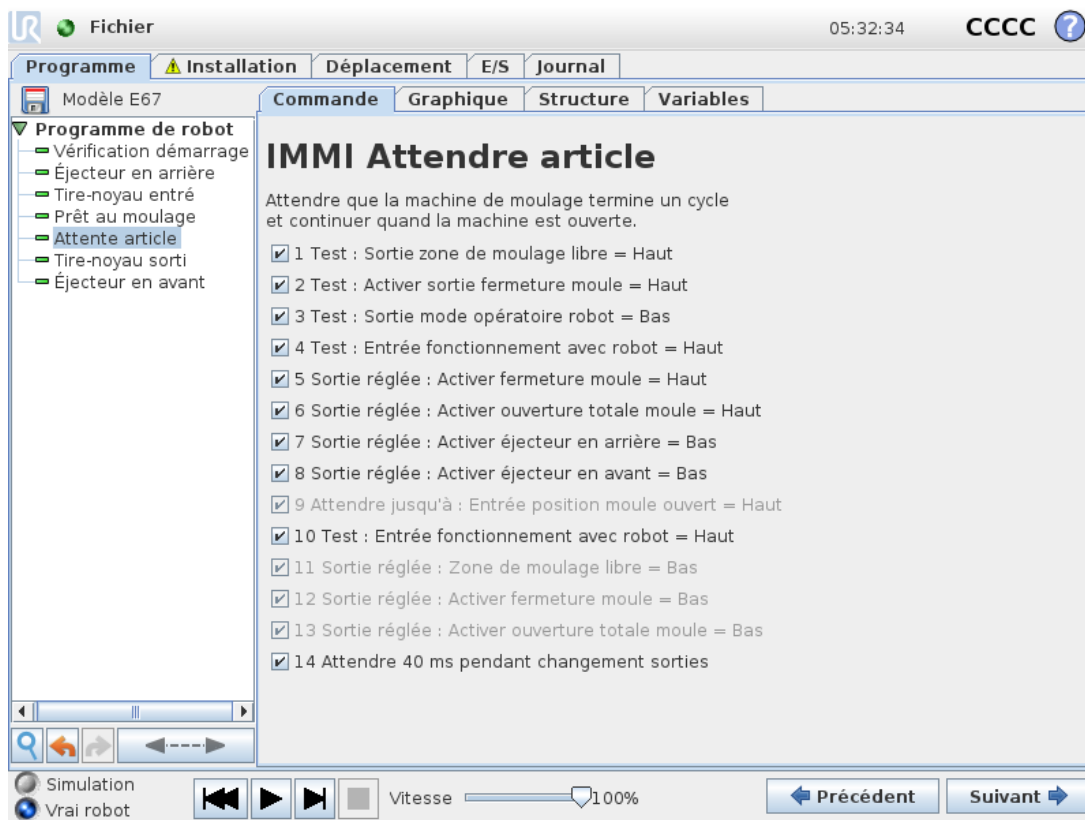 UR Fichier 05:32:34 CCCC ?
Programme Installation Déplacement E/S Journal
Modèle E67
Commande Graphique Structure Variables
Programme de robot
Vérification démarrage
Éjecteur en arrière
Tire-noyau entré
Prêt au moulage
Attente article
Tire-noyau sorti
Éjecteur en avant
IMMI Attendre article
Attendre que la machine de moulage termine un cycle
et continuer quand la machine est ouverte.
1 Test : Sortie zone de moulage libre = Haut
2 Test : Activer sortie fermeture moule = Haut
3 Test : Sortie mode opératoire robot = Bas
4 Test : Entrée fonctionnement avec robot = Haut
5 Sortie réglée : Activer fermeture moule = Haut
6 Sortie réglée : Activer ouverture totale moule = Haut
7 Sortie réglée : Activer éjecteur en arrière = Bas
8 Sortie réglée : Activer éjecteur en avant = Bas
9 Attendre jusqu'à : Entrée position moule ouvert = Haut
10 Test : Entrée fonctionnement avec robot = Haut
11 Sortie réglée : Zone de moulage libre = Bas
12 Sortie réglée : Activer fermeture moule = Bas
13 Sortie réglée : Activer ouverture totale moule = Bas
14 Attendre 40 ms pendant changement sorties
Simulation
Vrai robot
Vitesse 100%
Précédent Suivant